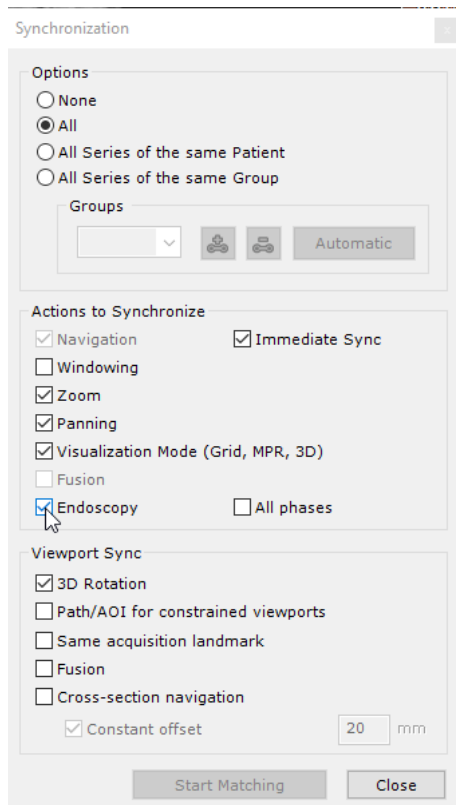 Synchronization
x
Options
None
All
All Series of the same Patient
All Series of the same Group
Groups
Automatic
Actions to Synchronize
Navigation Immediate Sync
Windowing
Zoom
Panning
Visualization Mode (Grid, MPR, 3D)
Fusion
Endoscopy All phases
Viewport Sync
3D Rotation
Path/AOI for constrained viewports
Same acquisition landmark
Fusion
Cross-section navigation
Constant offset 20 mm
Start Matching Close